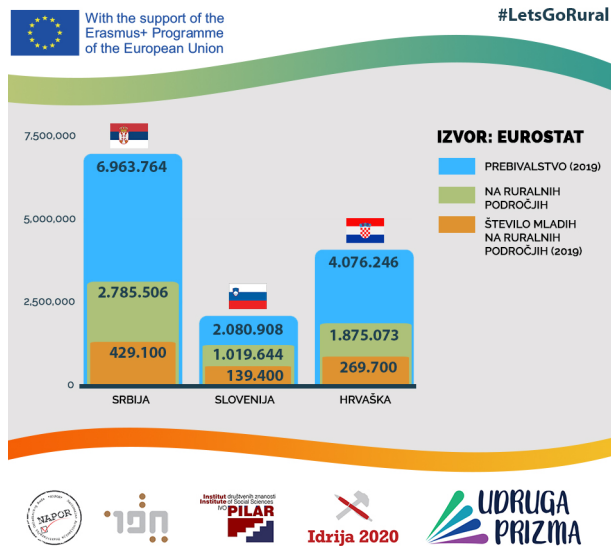 With the support of the
Erasmus+ Programme
of the European Union
#LetsGoRural
7.500,000
5,000,000
2,500,000
0
6.963.764
2.785.506
429.100
2.080.908
1.019.644
139.400
4.076.246
1.875.073
269.700
SRBIJA
SLOVENIJA
HRVAŠKA
IZVOR: EUROSTAT
PREBIVALSTVO (2019)
NA RURALNIH
PODROČJIH
ŠTEVILO MLADIH
NA RURALNIH
PODROČJIH (2019)
NAPOR
Institut društvenih znanosti
Institute of Social Sciences
IVO PILAR
Idrija 2020
UDRUGA
PRIZMA